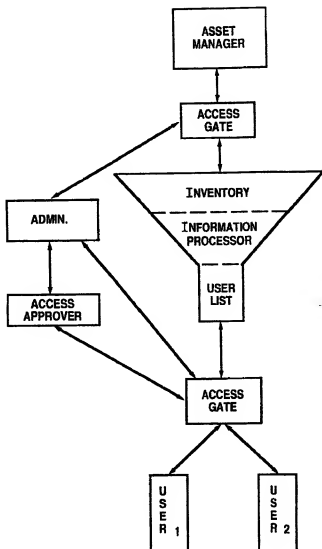 ASSET
MANAGER
ACCESS
GATE
INVENTORY
INFORMATION
PROCESSOR
USER
LIST
ADMIN.
ACCESS
APPROVER
ACCESS
GATE
USER 1
USER 2